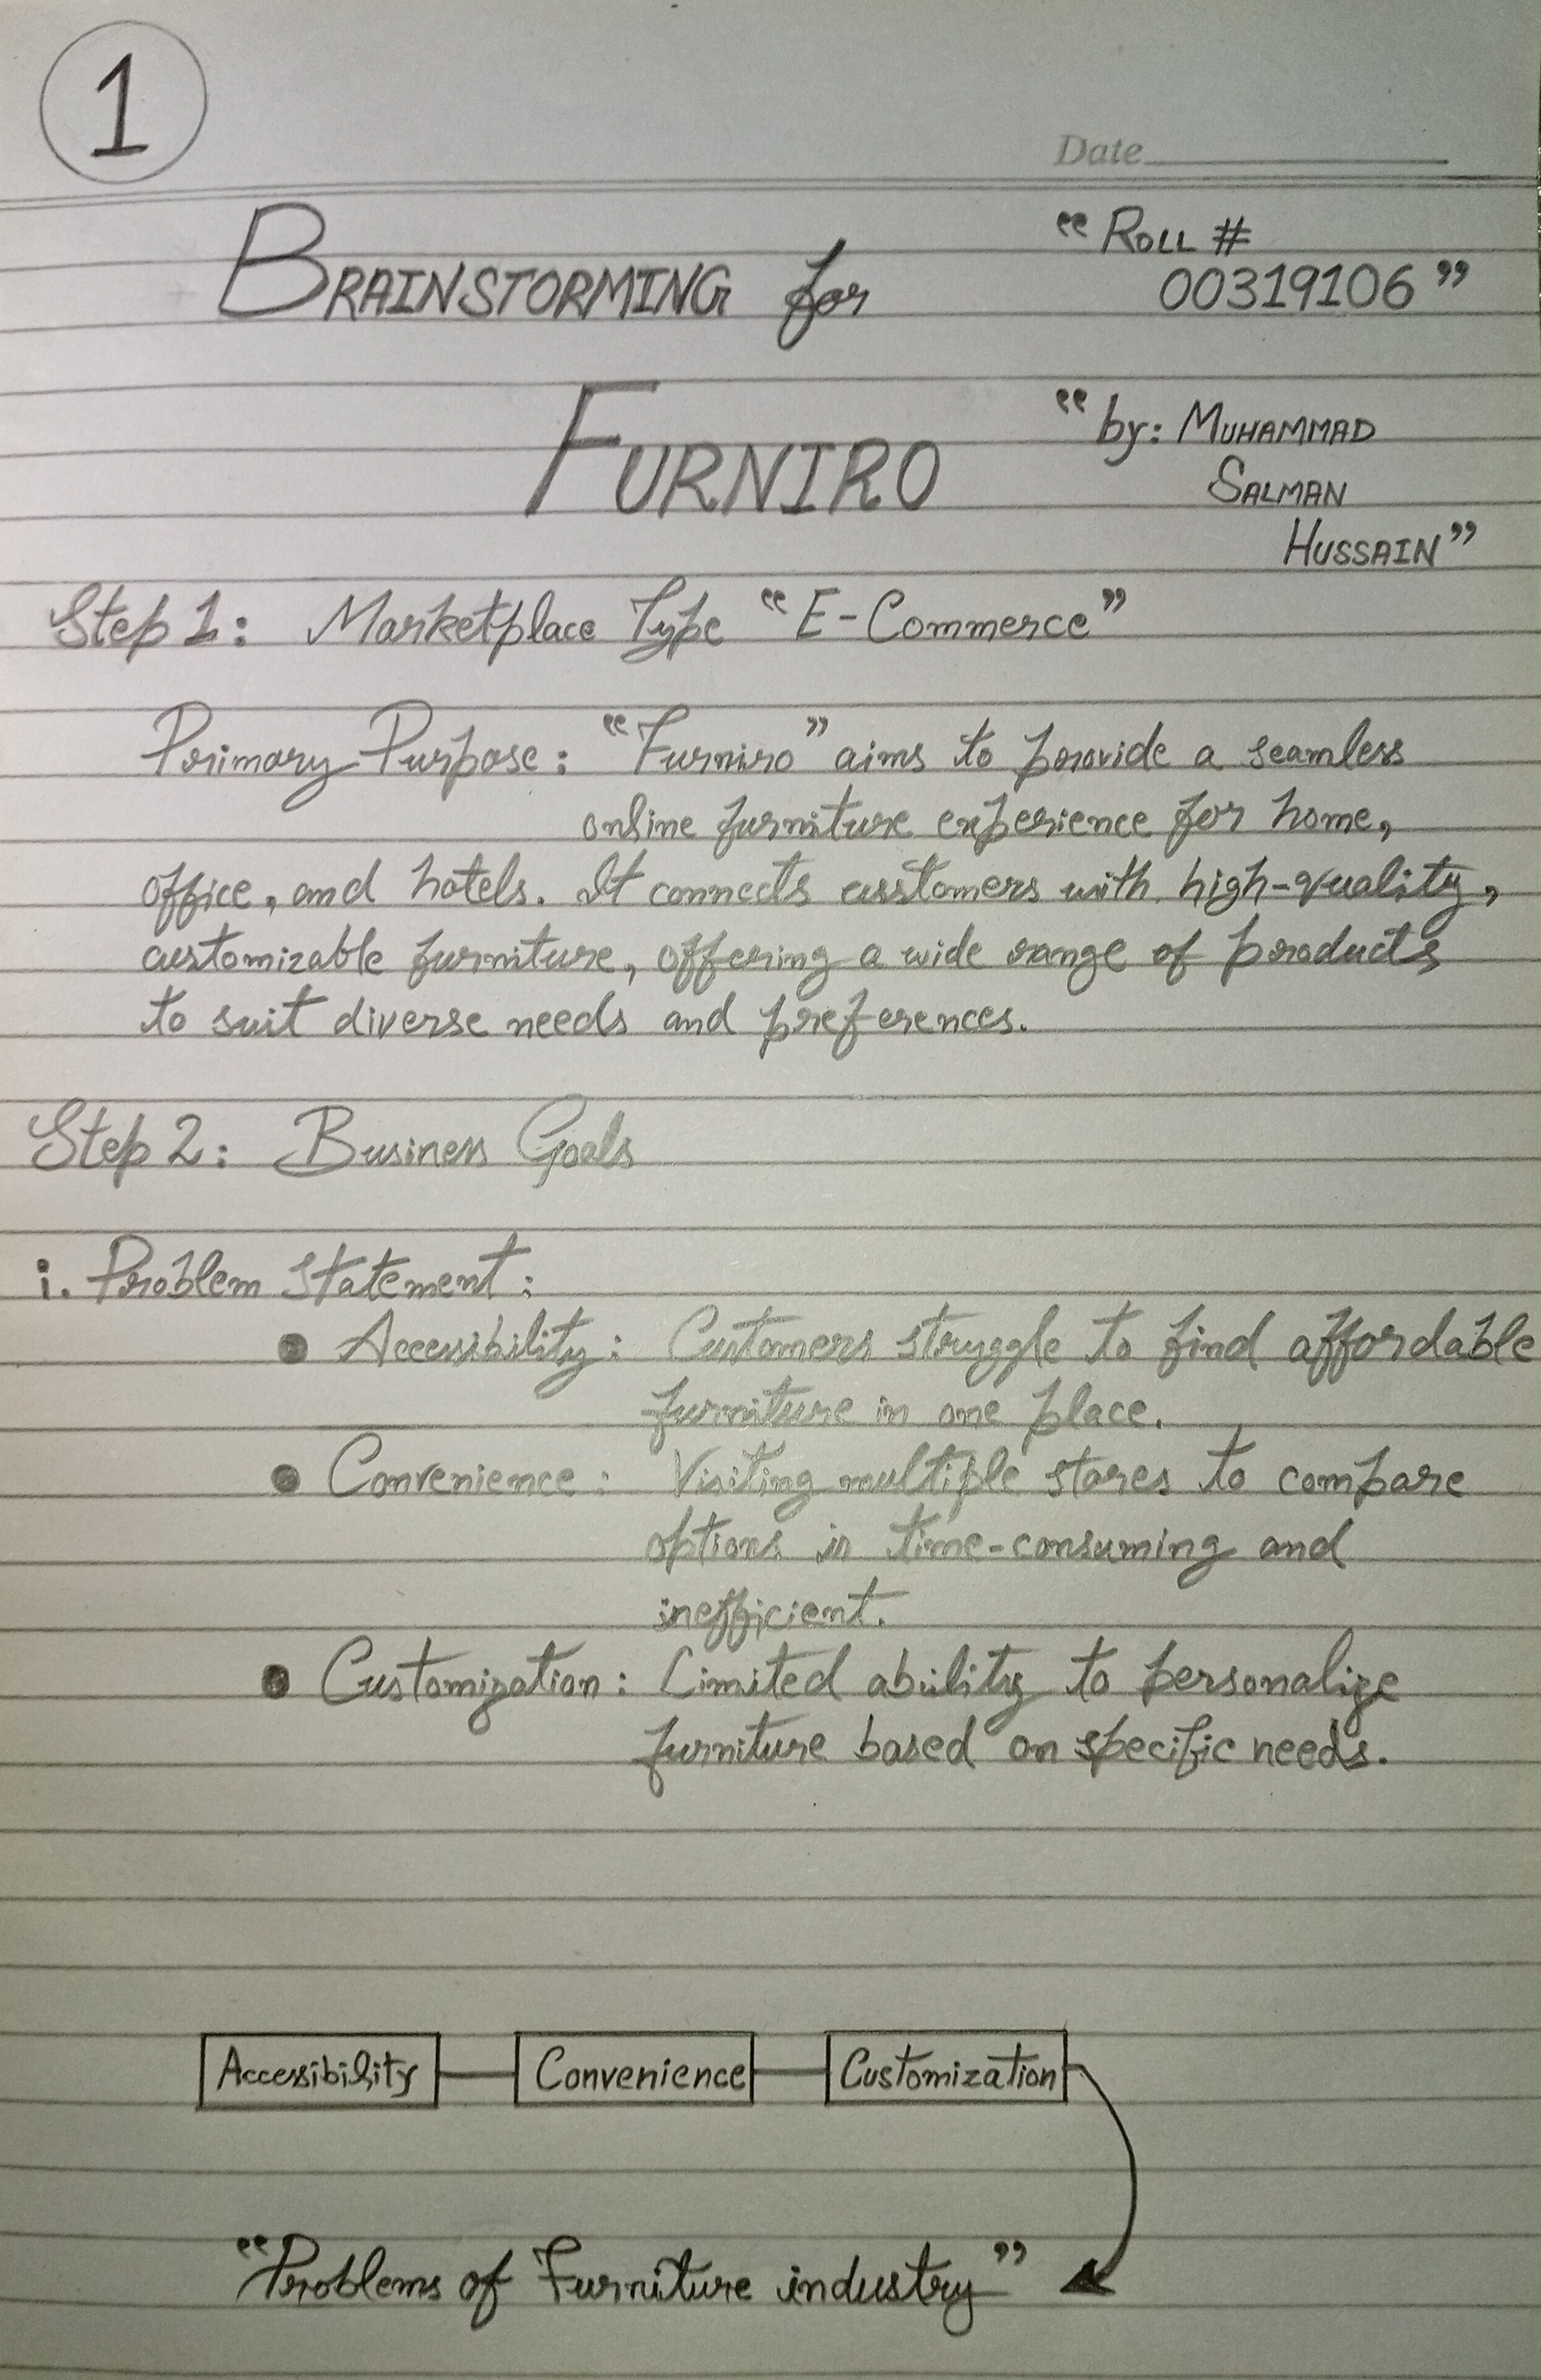 1
Date
BRAINSTORMING for
"ROLL #
00319106"
FURNIRO
"by: MUHAMMAD
SALMAN
HUSSAIN"
Step 1: Marketplace Type "E-Commerce"
Primary Purpose: "Furniro" aims to provide a seamless
online furniture experience for home,
office, and hotels. It connects customers with high-quality,
customizable furniture, offering a wide range of products
to suit diverse needs and preferences.
Step 2: Business Goals
i. Problem Statement:
• Accessibility: Customers struggle to find affordable
furniture in one place.
• Convenience: Visiting multiple stores to compare
options is time-consuming and
inefficient.
• Customization: Limited ability to personalize
furniture based on specific needs.
Accessibility Convenience Customization
"Problems of Furniture industry"